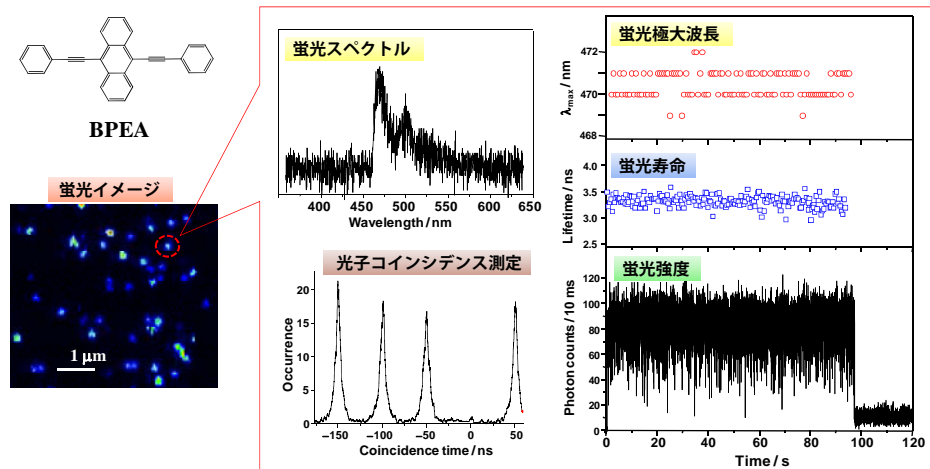 BPEA
蛍光イメージ
1 μm
蛍光スペクトル
400 450 500 550 600 650
Wavelength / nm
光子コインシデンス測定
20
15
10
5
0
Occurrence
−150 −100 −50 0 50
Coincidence time / ns
蛍光極大波長
472
470
468
λmax / nm
蛍光寿命
4.0
3.5
3.0
2.5
Lifetime / ns
蛍光強度
120
100
80
60
40
20
10
0
Photon counts / 10 ms
0 20 40 60 80 100 120
Time / s